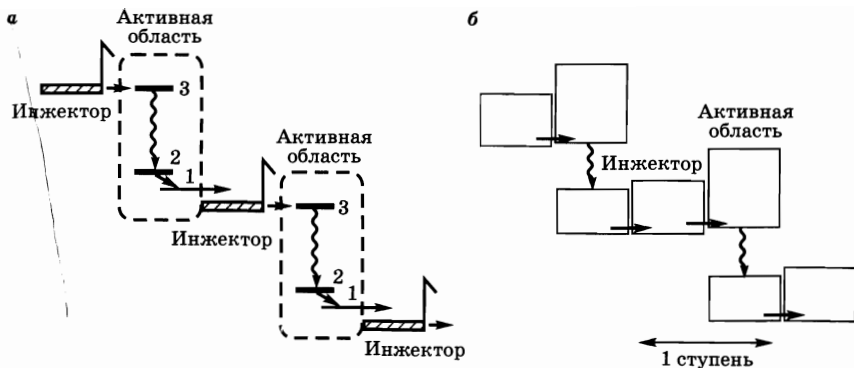 а
Активная
область
Инжектор
3
2
1
Активная
область
Инжектор
3
2
1
Инжектор
б
Активная
область
Инжектор
1 ступень